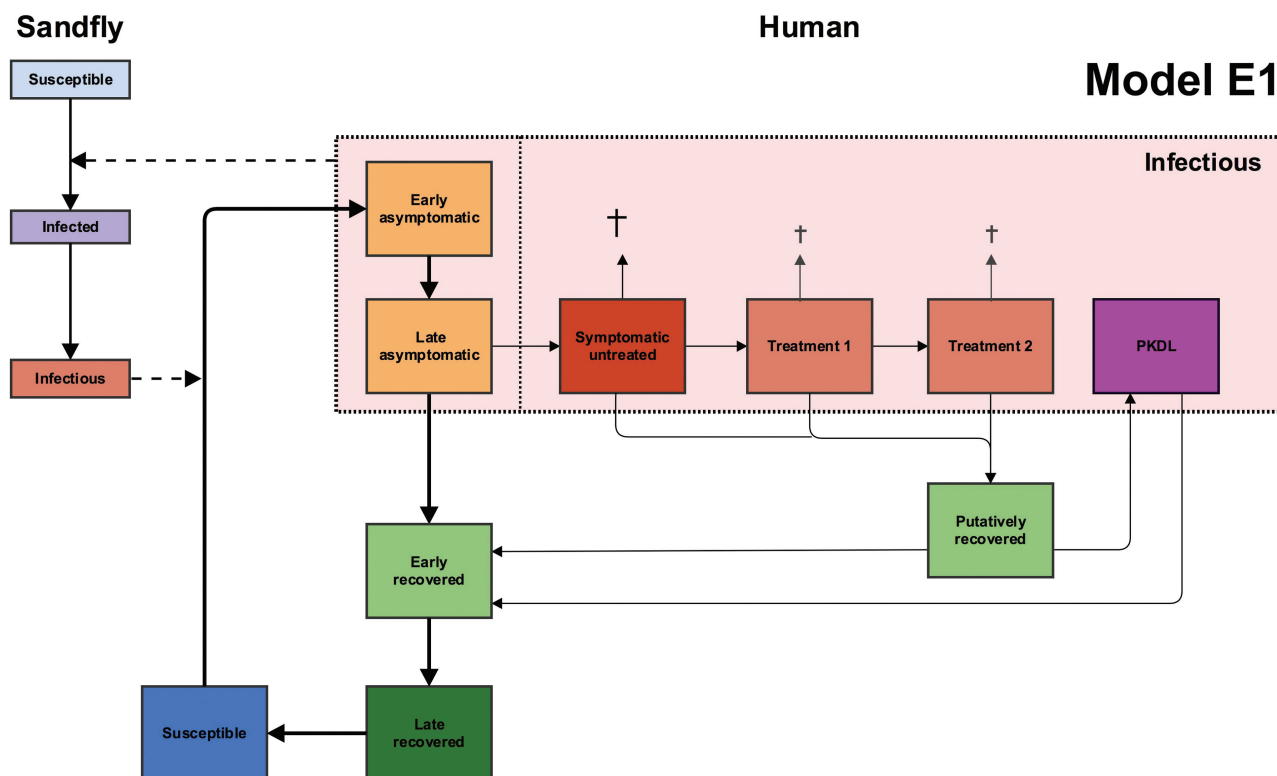 Sandfly
Human
Model E1
Susceptible
Infectious
Early
asymptomatic
Infected
Late
asymptomatic
Symptomatic
untreated
Treatment 1
Treatment 2
PKDL
Infectious
Putatively
recovered
Early
recovered
Susceptible
Late
recovered